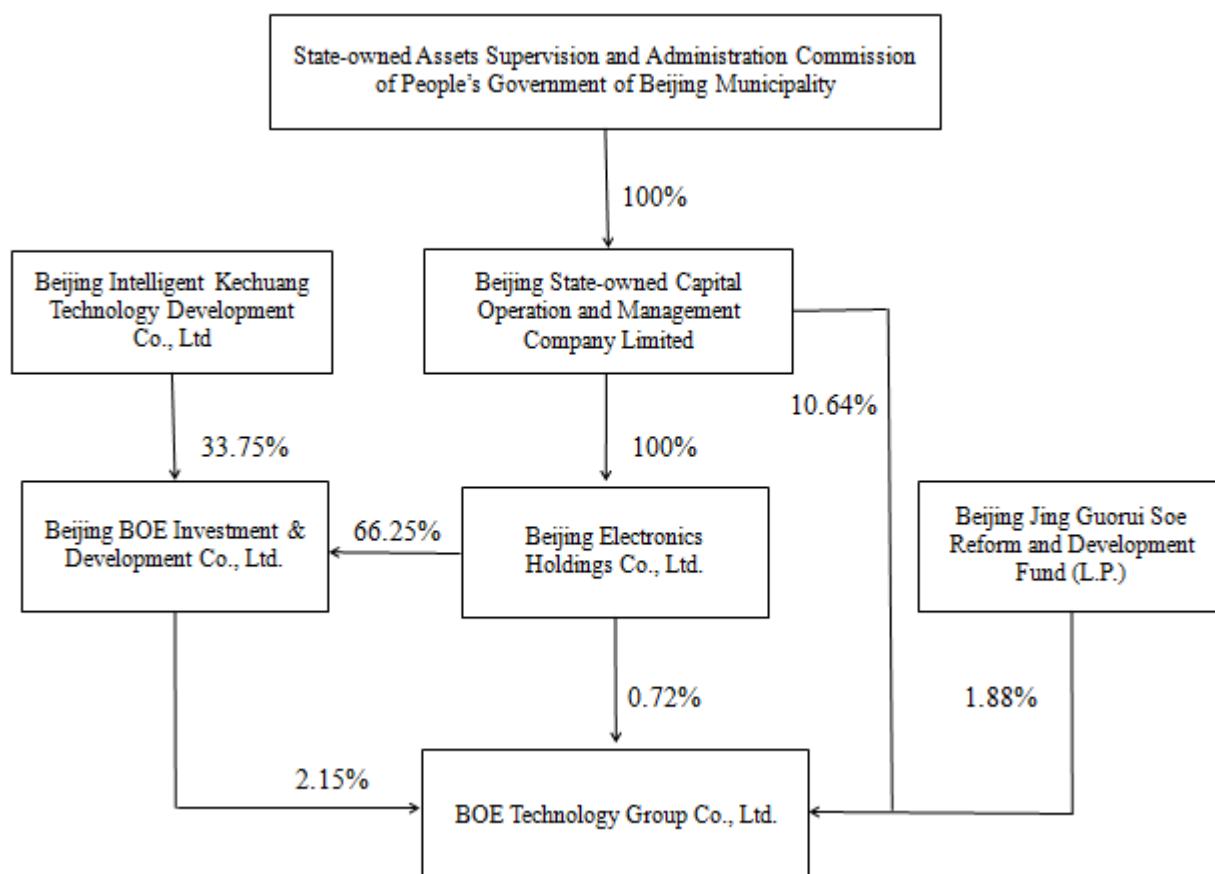 State-owned Assets Supervision and Administration Commission
of People's Government of Beijing Municipality
100%
Beijing Intelligent Kechuang
Technology Development
Co., Ltd
Beijing State-owned Capital
Operation and Management
Company Limited
10.64%
33.75%
100%
Beijing BOE Investment &
Development Co., Ltd.
66.25%
Beijing Electronics
Holdings Co., Ltd.
Beijing Jing Guorui Soe
Reform and Development
Fund (L.P.)
0.72%
1.88%
2.15%
BOE Technology Group Co., Ltd.